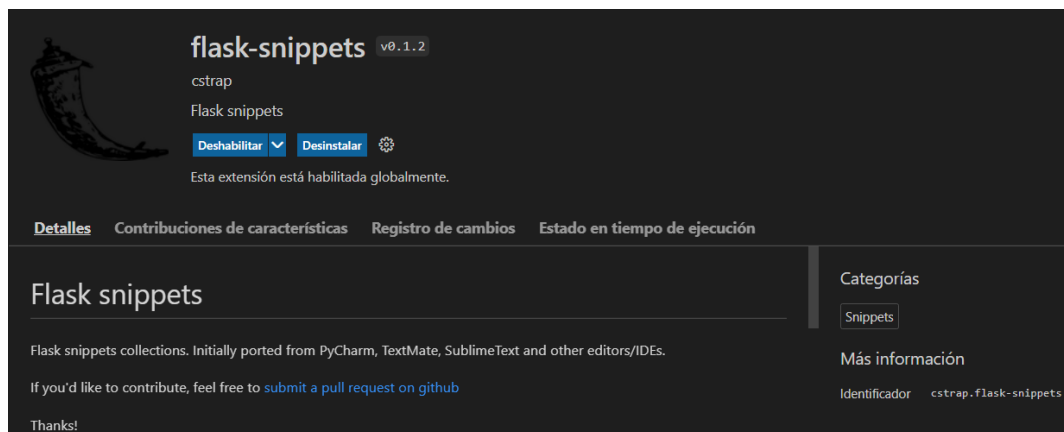 flask-snippets v0.1.2
cstrap
Flask snippets
Deshabilitar Desinstalar
Esta extensión está habilitada globalmente.
Detalles Contribuciones de características Registro de cambios Estado en tiempo de ejecución
Flask snippets
Flask snippets collections. Initially ported from PyCharm, TextMate, SublimeText and other editors/IDEs.
If you'd like to contribute, feel free to submit a pull request on github
Thanks!
Categorías
Snippets
Más información
Identificador cstrap.flask-snippets